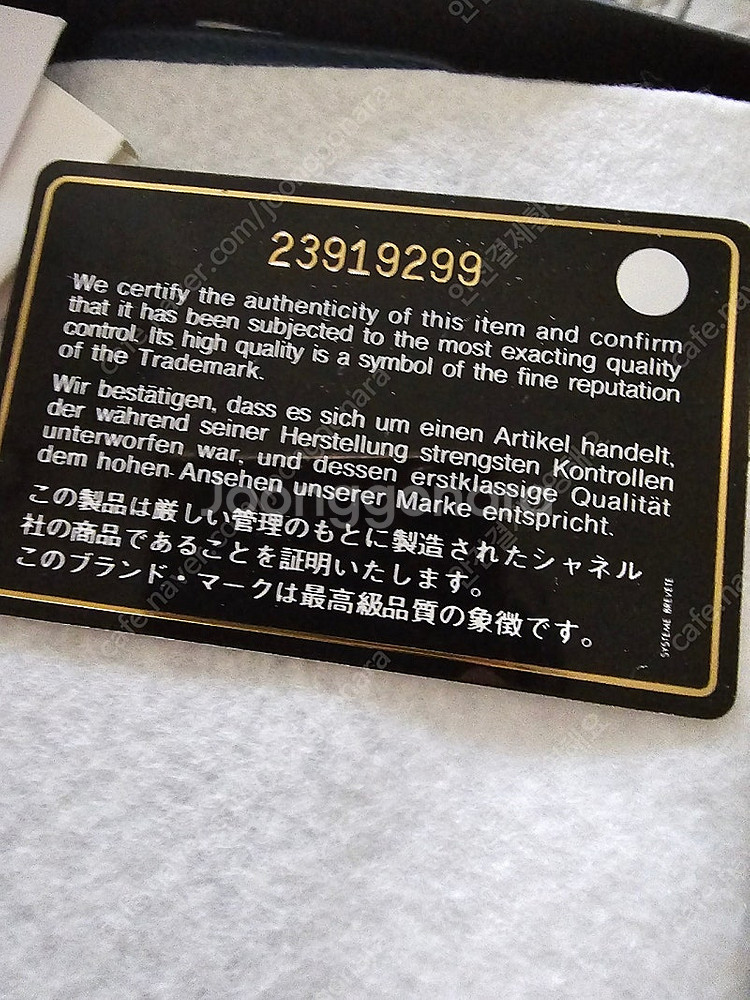 23919299
We certify the authenticity of this item and confirm
that it has been subjected to the most exacting quality
control. Its high quality is a symbol of the fine reputation
of the Trademark.
Wir bestätigen, dass es sich um einen Artikel handelt,
der während seiner Herstellung strengsten Kontrollen
unterworfen war, und dessen erstklassige Qualität
dem hohen Ansehen unserer Marke entspricht.
この製品は厳しい管理のもとに製造されたシャネル
社の商品であることを証明いたします。
このブランド・マークは最高級品質の象徴です。
SYSTEME BREVETE
Joonggonara